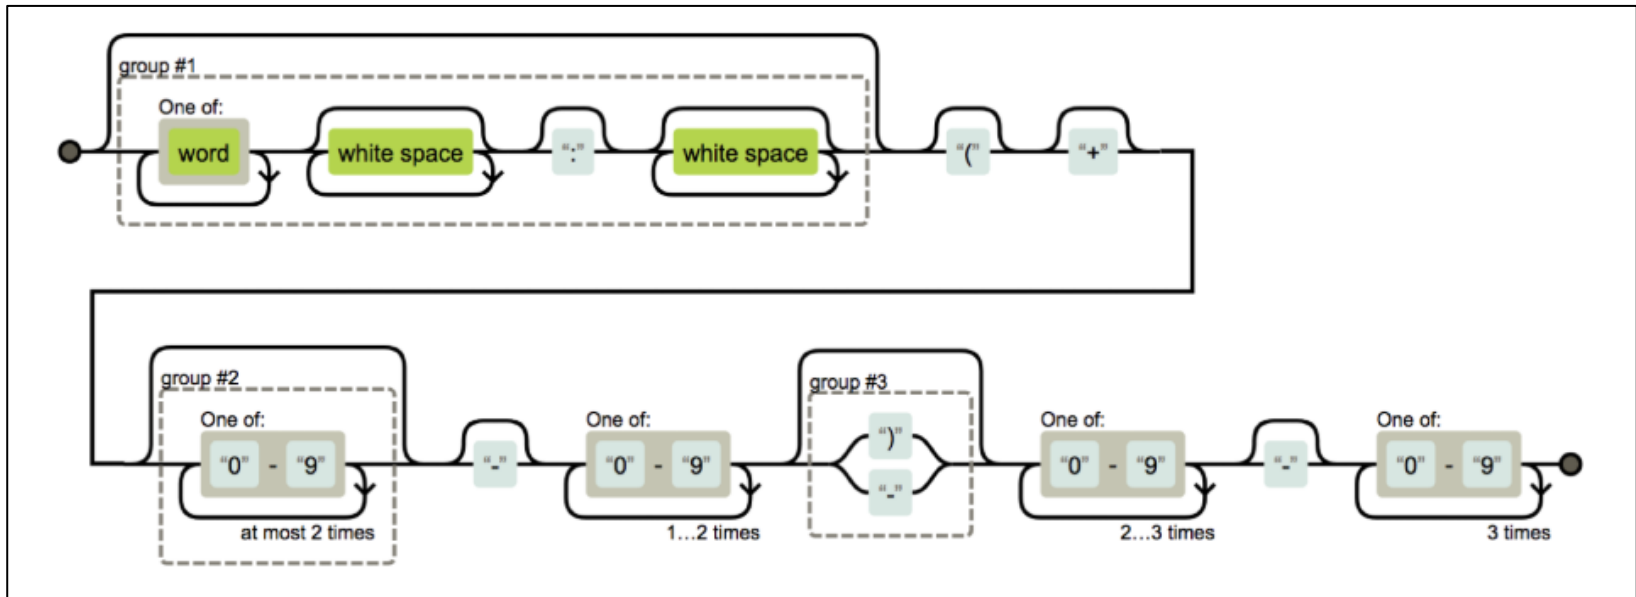 group #1
One of:
word white space “:” white space “(” “+”
group #2 group #3
One of: One of: “)” One of: One of:
“0” - “9” “-” “0” - “9” “-” “0” - “9” “-” “0” - “9”
at most 2 times 1...2 times 2...3 times 3 times